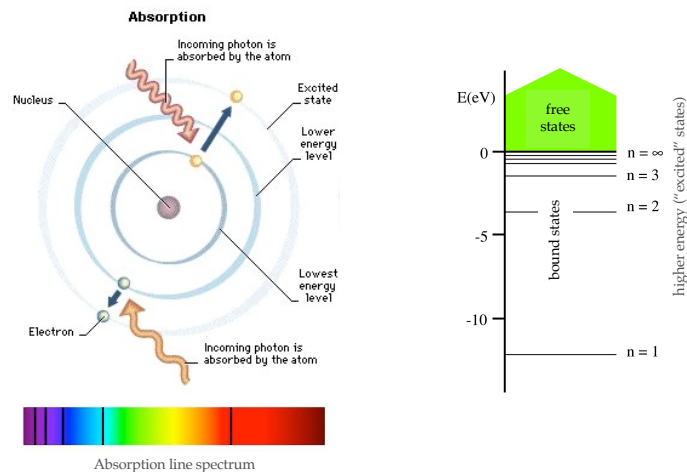 Absorption
Incoming photon is
absorbed by the atom
Nucleus
Excited
state
Lower
energy
level
Lowest
energy
level
Electron
Incoming photon is
absorbed by the atom
Absorption line spectrum
E(eV)
free
states
0
n = ∞
n = 3
n = 2
-5
bound states
-10
n = 1
higher energy ("excited" states)